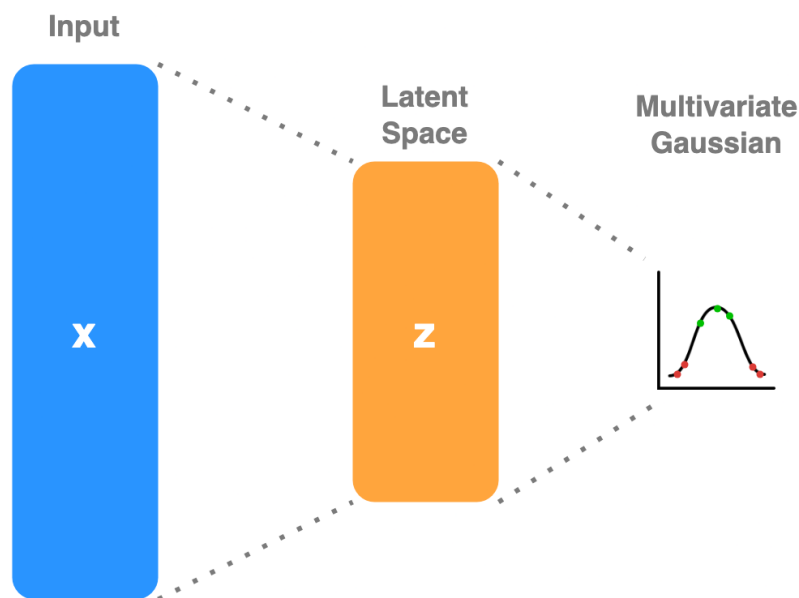 Input
Latent
Space
Multivariate
Gaussian
x
z